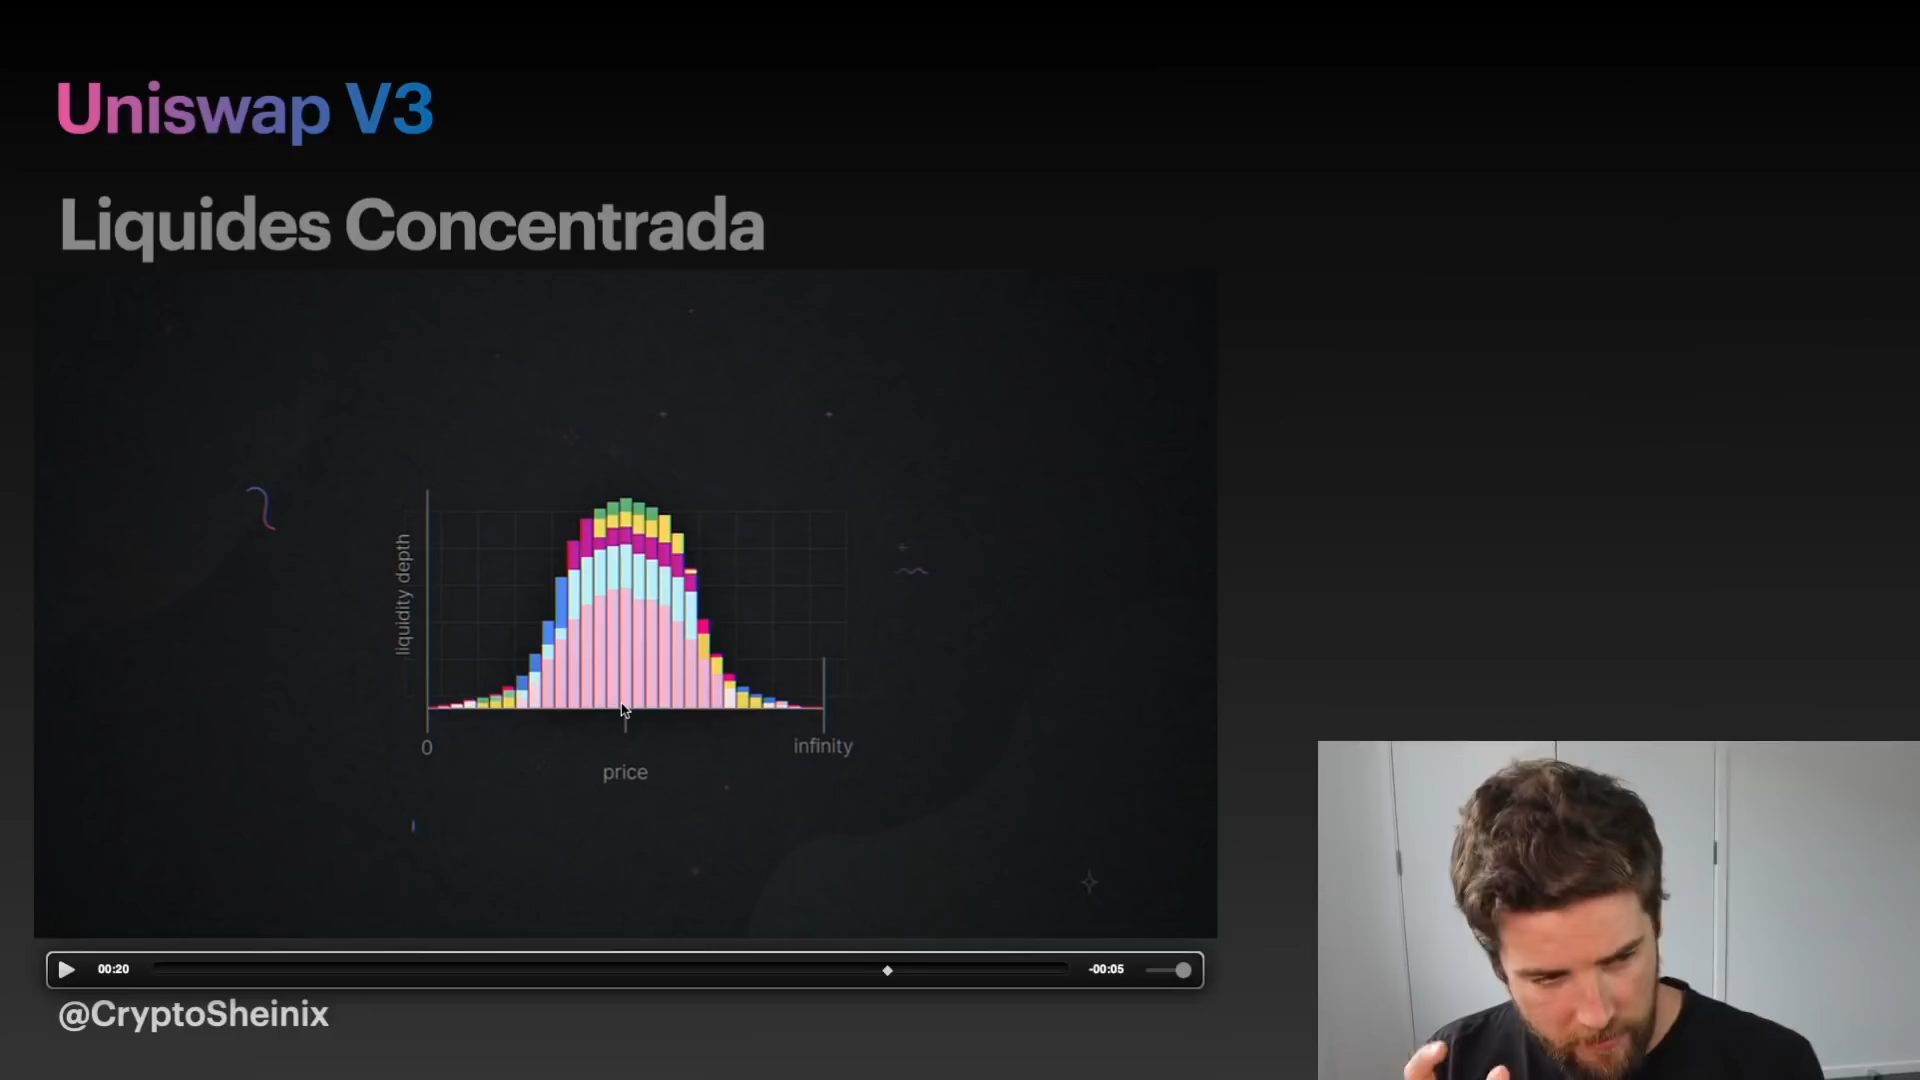 Uniswap V3
Liquides Concentrada
liquidity depth
0
infinity
price
00:20
-00:05
@CryptoSheinix